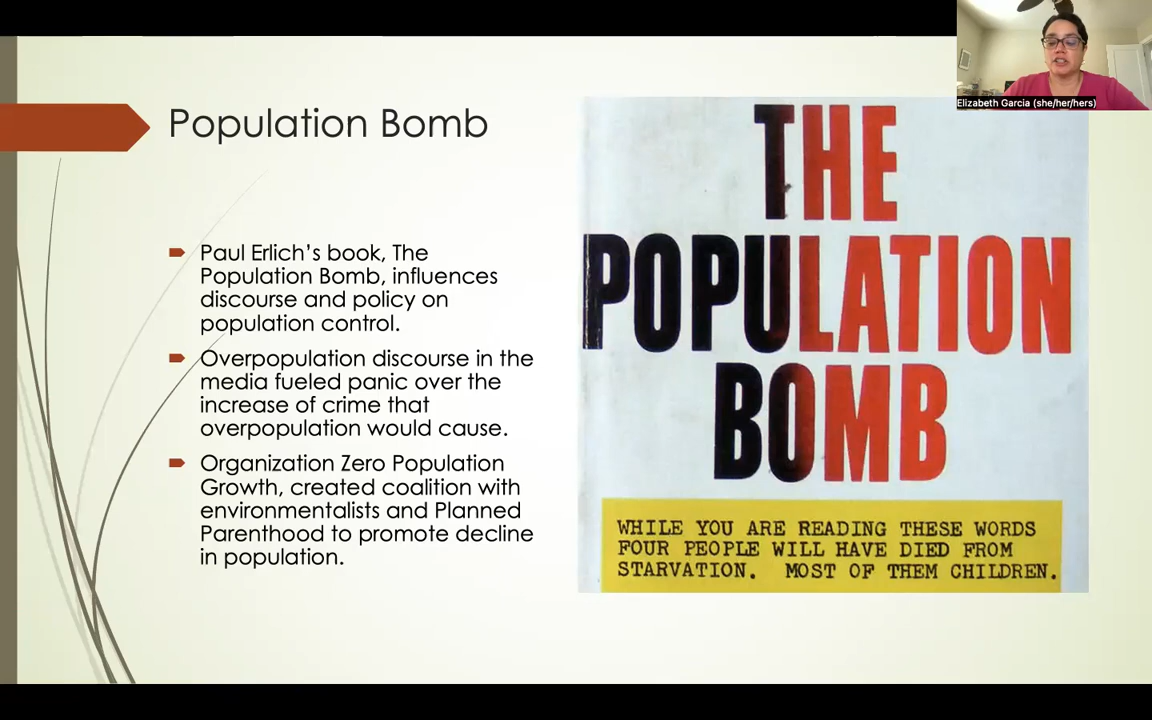 Elizabeth Garcia (she/her/hers)
Population Bomb
Paul Erlich’s book, The
Population Bomb, influences
discourse and policy on
population control.
Overpopulation discourse in the
media fueled panic over the
increase of crime that
overpopulation would cause.
Organization Zero Population
Growth, created coalition with
environmentalists and Planned
Parenthood to promote decline
in population.
THE
POPULATION
BOMB
WHILE YOU ARE READING THESE WORDS
FOUR PEOPLE WILL HAVE DIED FROM
STARVATION. MOST OF THEM CHILDREN.